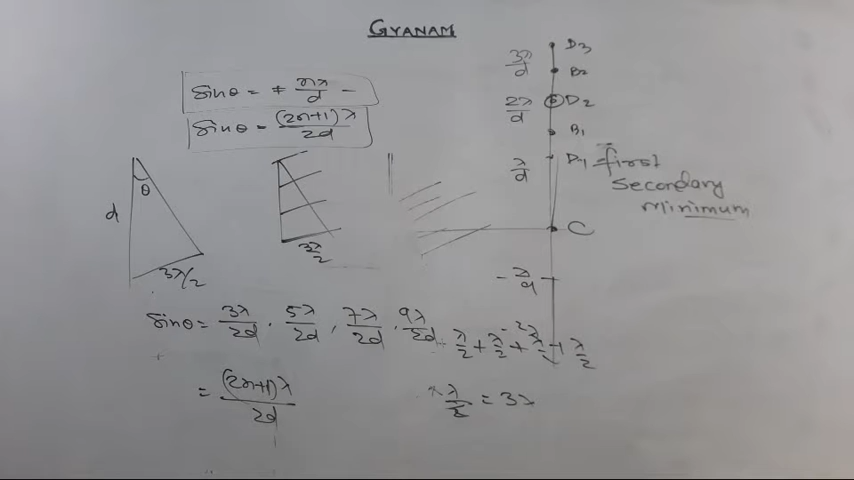 GYANAM
sinθ = ± nλ/d
sinθ = (2n+1)λ/2d
d
θ
3λ/2
3λ/2
3λ/d
2λ/d
λ/d
D3
B2
D2
B1
D1 = first
Secondary
minimum
C
sinθ = 3λ/2d, 5λ/2d, 7λ/2d, 9λ/2d
= (2n+1)λ/2d
λ/2 + λ/2 + λ/2 + λ/2
λ/2 = 3λ